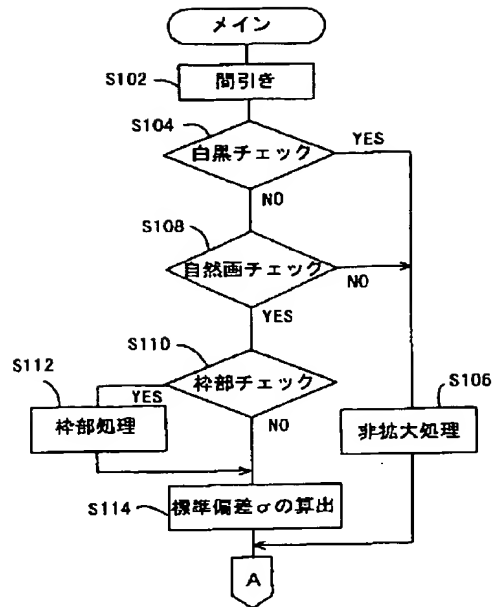 メイン
S102
間引き
S104
白黒チェック
YES
NO
S108
自然画チェック
NO
YES
S110
枠部チェック
S112
YES
枠部処理
NO
S106
非拡大処理
S114
標準偏差σの算出
A